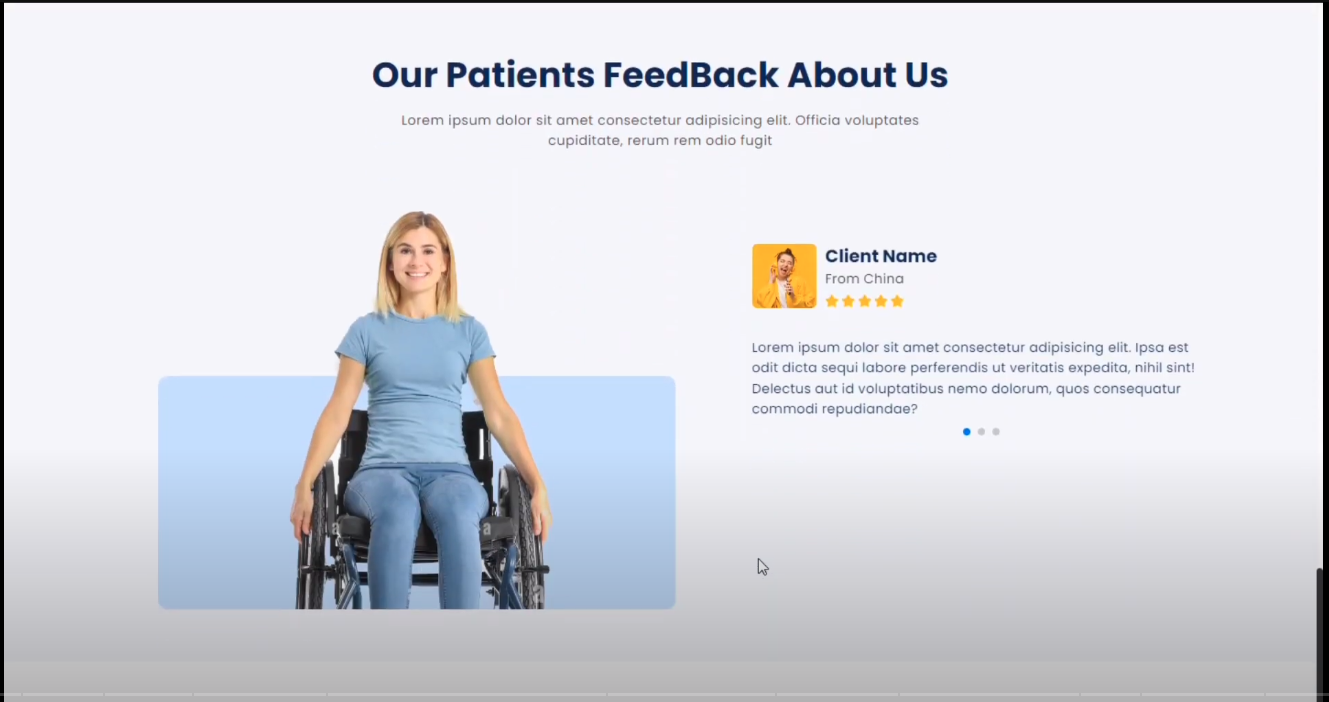 Our Patients FeedBack About Us
Lorem ipsum dolor sit amet consectetur adipisicing elit. Officia voluptates
cupiditate, rerum rem odio fugit
Client Name
From China
Lorem ipsum dolor sit amet consectetur adipisicing elit. Ipsa est
odit dicta sequi labore perferendis ut veritatis expedita, nihil sint!
Delectus aut id voluptatibus nemo dolorum, quos consequatur
commodi repudiandae?
a
a
a